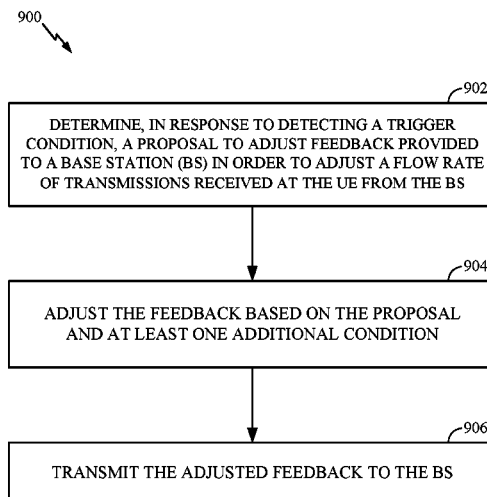 900
902
DETERMINE, IN RESPONSE TO DETECTING A TRIGGER
CONDITION, A PROPOSAL TO ADJUST FEEDBACK PROVIDED
TO A BASE STATION (BS) IN ORDER TO ADJUST A FLOW RATE
OF TRANSMISSIONS RECEIVED AT THE UE FROM THE BS
904
ADJUST THE FEEDBACK BASED ON THE PROPOSAL
AND AT LEAST ONE ADDITIONAL CONDITION
906
TRANSMIT THE ADJUSTED FEEDBACK TO THE BS